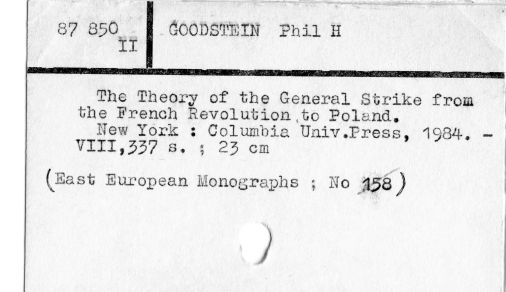 87 850 GOODSTEIN Phil H
II
The Theory of the General Strike from
the French Revolution to Poland.
New York : Columbia Univ.Press, 1984. -
VIII,337 s. ; 23 cm
(East European Monographs ; No 158)